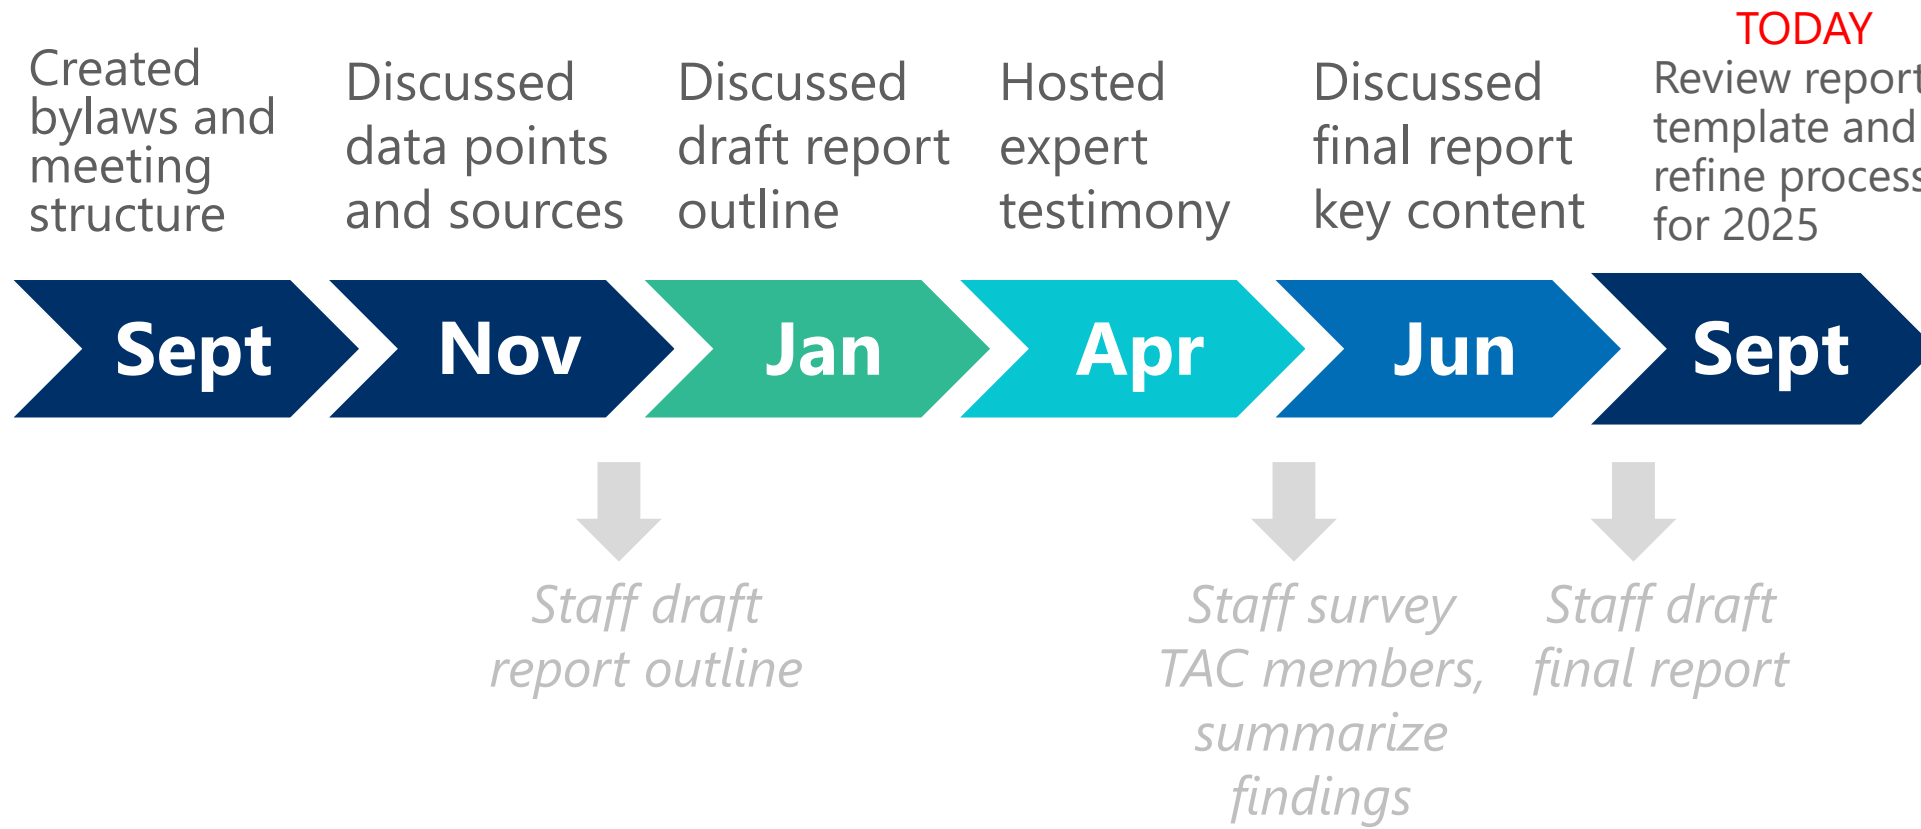 Created
bylaws and
meeting
structure
Discussed
data points
and sources
Discussed
draft report
outline
Hosted
expert
testimony
Discussed
final report
key content
TODAY
Review report
template and
refine process
for 2025
Sept
Nov
Jan
Apr
Jun
Sept
Staff draft
report outline
Staff survey
TAC members,
summarize
findings
Staff draft
final report